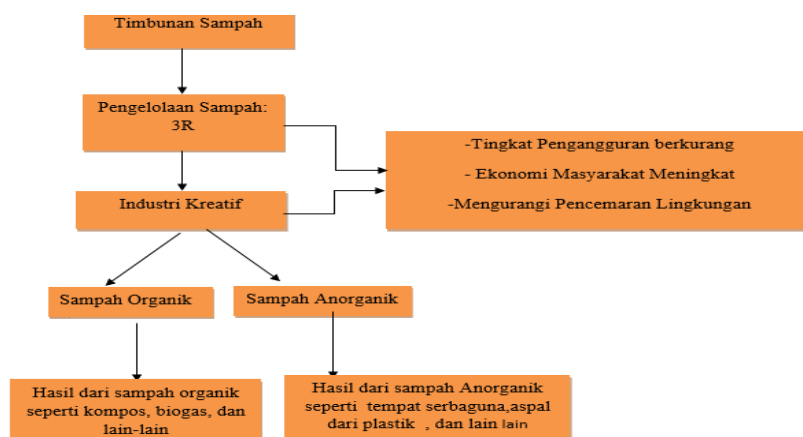 Timbunan Sampah
Pengelolaan Sampah:
3R
-Tingkat Pengangguran berkurang
- Ekonomi Masyarakat Meningkat
-Mengurangi Pencemaran Lingkungan
Industri Kreatif
Sampah Organik
Sampah Anorganik
Hasil dari sampah organik
seperti kompos, biogas, dan
lain-lain
Hasil dari sampah Anorganik
seperti tempat serbaguna,aspal
dari plastik , dan lain lain